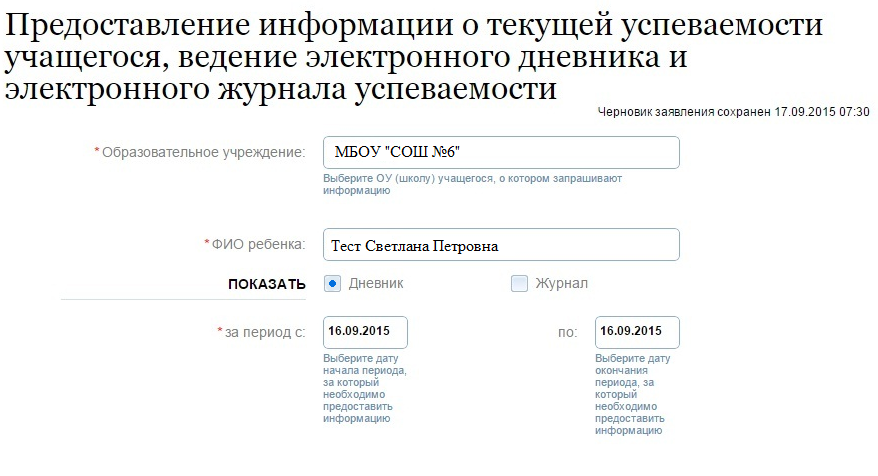 Предоставление информации о текущей успеваемости
учащегося, ведение электронного дневника и
электронного журнала успеваемости
Черновик заявления сохранен 17.09.2015 07:30
*Образовательное учреждение: МБОУ "СОШ №6"
Выберите ОУ (школу) учащегося, о котором запрашивают
информацию
*ФИО ребенка: Тест Светлана Петровна
ПОКАЗАТЬ Дневник Журнал
*за период с: 16.09.2015 по: 16.09.2015
Выберите дату
начала периода,
за который
необходимо
предоставить
информацию
Выберите дату
окончания
периода, за
который
необходимо
предоставить
информацию